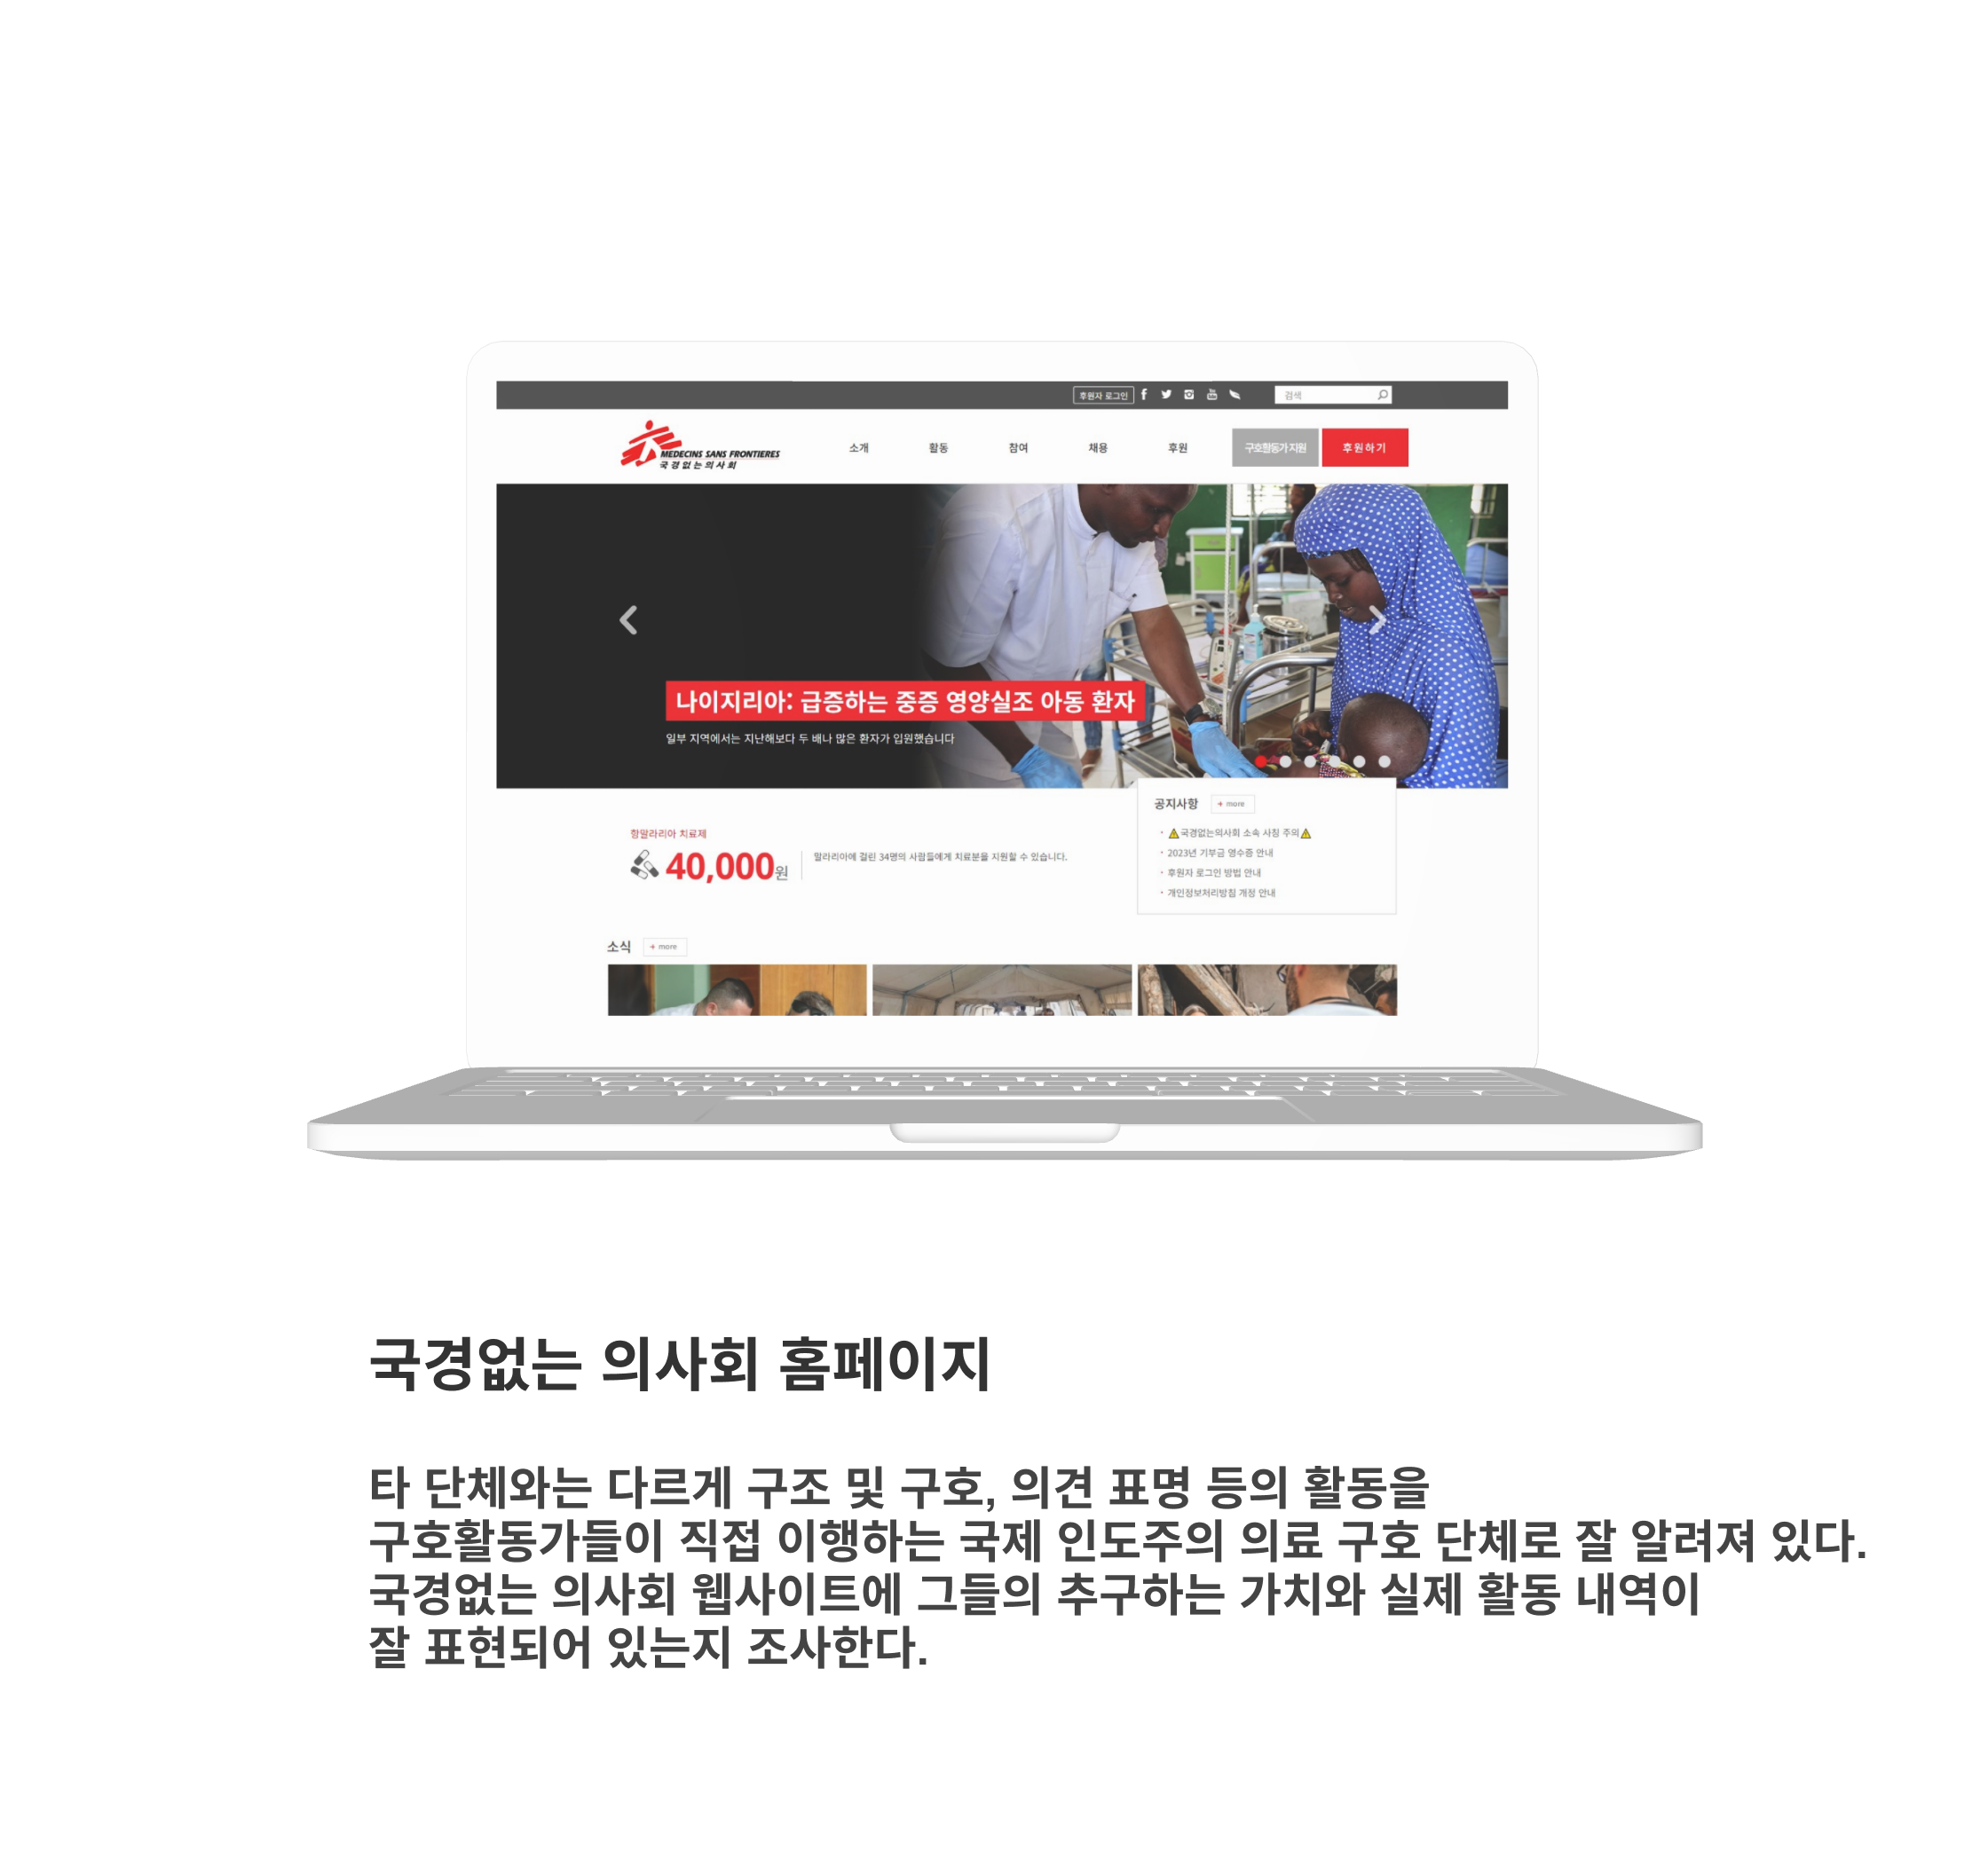 후원자 로그인
검색
MEDECINS SANS FRONTIERES
국경없는의사회
소개 활동 참여 채용 후원 구호활동가 지원 후원하기
나이지리아: 급증하는 중증 영양실조 아동 환자
일부 지역에서는 지난해보다 두 배나 많은 환자가 입원했습니다
공지사항 + more
· 국경없는의사회 소속 사칭 주의
· 2023년 기부금 영수증 안내
· 후원자 로그인 방법 안내
· 개인정보처리방침 개정 안내
항말라리아 치료제
40,000원
말라리아에 걸린 34명의 사람들에게 치료분을 지원할 수 있습니다.
소식 + more
국경없는 의사회 홈페이지
타 단체와는 다르게 구조 및 구호, 의견 표명 등의 활동을
구호활동가들이 직접 이행하는 국제 인도주의 의료 구호 단체로 잘 알려져 있다.
국경없는 의사회 웹사이트에 그들의 추구하는 가치와 실제 활동 내역이
잘 표현되어 있는지 조사한다.